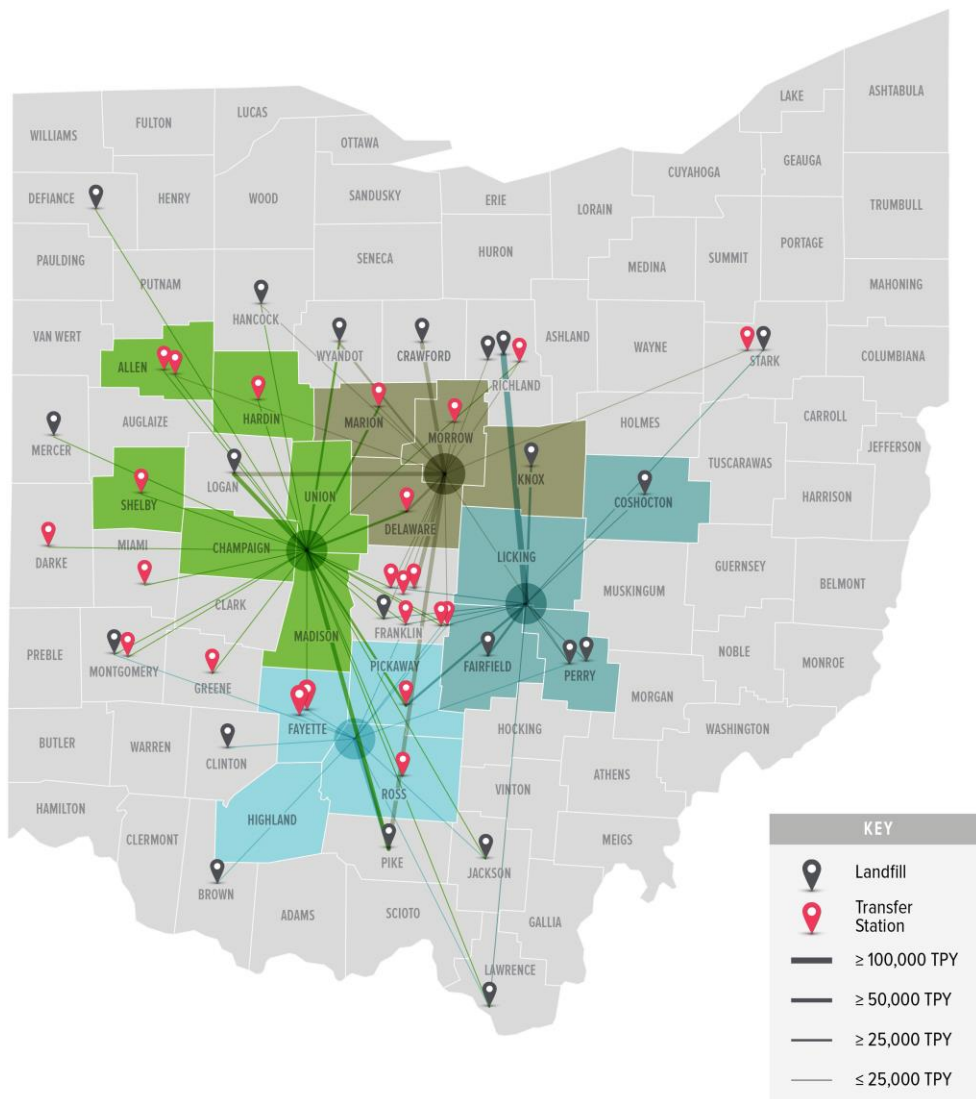 LAKE
ASHTABULA
LUCAS
FULTON
WILLIAMS
OTTAWA
GEAUGA
CUYAHOGA
DEFIANCE
HENRY
WOOD
SANDUSKY
ERIE
LORAIN
TRUMBULL
PORTAGE
SUMMIT
MEDINA
HURON
SENECA
PAULDING
PUTNAM
MAHONING
HANCOCK
VAN WERT
WYANDOT
CRAWFORD
ASHLAND
WAYNE
STARK
COLUMBIANA
ALLEN
RICHLAND
HARDIN
MARION
MORROW
HOLMES
CARROLL
AUGLAIZE
JEFFERSON
MERCER
TUSCARAWAS
LOGAN
UNION
KNOX
COSHOCTON
HARRISON
SHELBY
DELAWARE
MIAMI
CHAMPAIGN
LICKING
DARKE
GUERNSEY
BELMONT
MUSKINGUM
CLARK
FRANKLIN
MADISON
PREBLE
MONTGOMERY
PICKAWAY
FAIRFIELD
PERRY
NOBLE
MONROE
GREENE
MORGAN
FAYETTE
HOCKING
WASHINGTON
BUTLER
WARREN
CLINTON
ATHENS
ROSS
VINTON
HAMILTON
HIGHLAND
CLERMONT
MEIGS
PIKE
JACKSON
BROWN
ADAMS
SCIOTO
GALLIA
LAWRENCE
KEY
Landfill
Transfer
Station
≥ 100,000 TPY
≥ 50,000 TPY
≥ 25,000 TPY
≤ 25,000 TPY